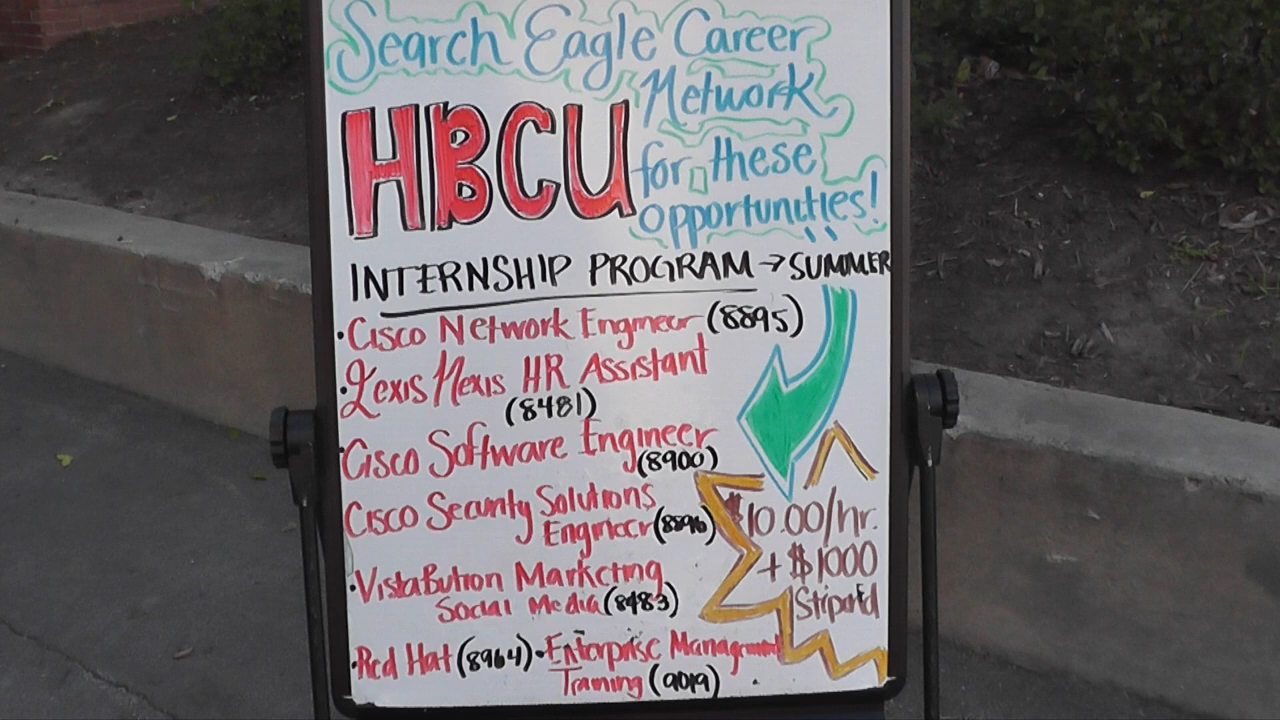 Search Eagle Career
Network
HBCU
for these
opportunities!
INTERNSHIP PROGRAM → SUMMER
• Cisco Network Engineer (8895)
• Lexis Nexis HR Assistant
(8481)
• Cisco Software Engineer
(8900)
Cisco Security Solutions
Engineer (8896)
$10.00/hr.
+ $1000
Stipend
• VistaBution Marketing
Social Media (8483)
• Red Hat (8964) • Enterprise Management
Training (9019)